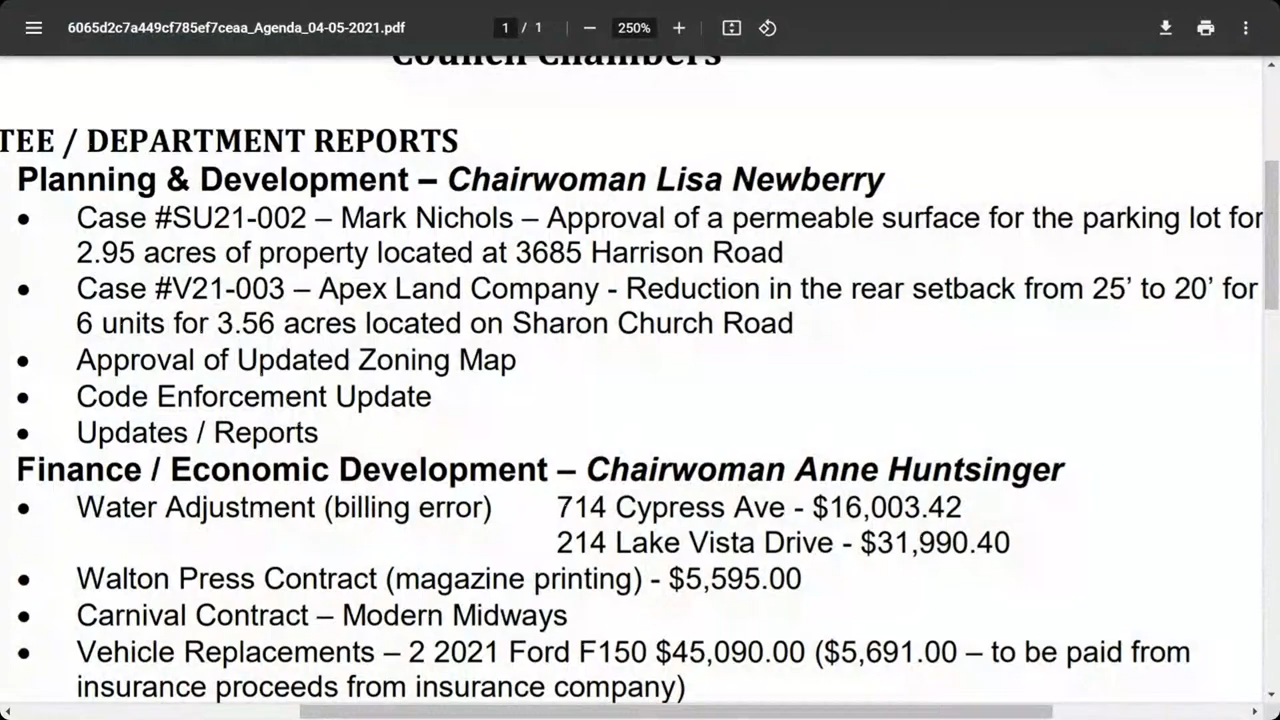 6065d2c7a449cf785ef7ceaa_Agenda_04-05-2021.pdf
1 / 1
250%
Council Chambers
TEE / DEPARTMENT REPORTS
Planning & Development – Chairwoman Lisa Newberry
• Case #SU21-002 – Mark Nichols – Approval of a permeable surface for the parking lot for
2.95 acres of property located at 3685 Harrison Road
• Case #V21-003 – Apex Land Company - Reduction in the rear setback from 25’ to 20’ for
6 units for 3.56 acres located on Sharon Church Road
• Approval of Updated Zoning Map
• Code Enforcement Update
• Updates / Reports
Finance / Economic Development – Chairwoman Anne Huntsinger
• Water Adjustment (billing error) 714 Cypress Ave - $16,003.42
214 Lake Vista Drive - $31,990.40
• Walton Press Contract (magazine printing) - $5,595.00
• Carnival Contract – Modern Midways
• Vehicle Replacements – 2 2021 Ford F150 $45,090.00 ($5,691.00 – to be paid from
insurance proceeds from insurance company)